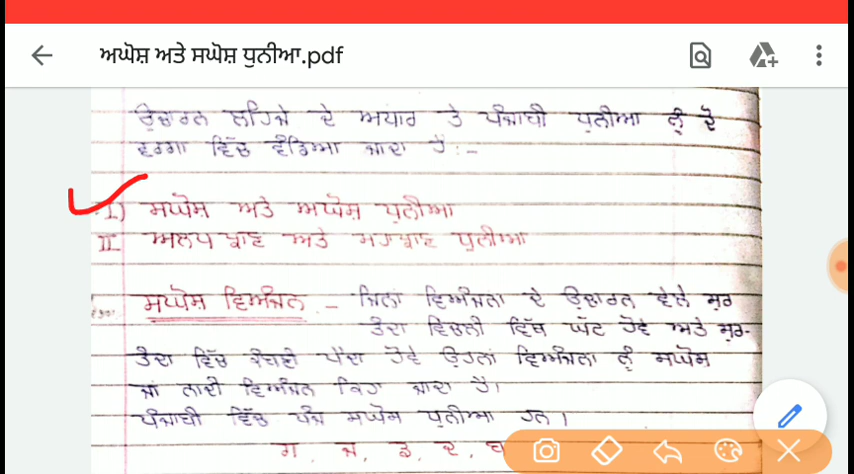 ਅਘੋਸ਼ ਅਤੇ ਸਘੋਸ਼ ਧੁਨੀਆ.pdf
ਉਚਾਰਨ ਲਹਿਜੇ ਦੇ ਅਧਾਰ ਤੇ ਪੰਜਾਬੀ ਧੁਨੀਆ ਨੂੰ ਦੋ
ਵਰਗਾ ਵਿੱਚ ਵੰਡਿਆ ਜਾਦਾ ਹੈ :-
I) ਸਘੋਸ਼ ਅਤੇ ਅਘੋਸ਼ ਧੁਨੀਆ
II ਅਲਪ ਪ੍ਰਾਣ ਅਤੇ ਮਹਾਪ੍ਰਾਣ ਧੁਨੀਆ
ਸਘੋਸ਼ ਵਿਅੰਜਨ - ਜਿਨਾਂ ਵਿਅੰਜਨਾ ਦੇ ਉਚਾਰਨ ਵੇਲੇ ਸੁਰ
ਤੰਦਾ ਵਿਚਲੀ ਵਿੱਥ ਘੱਟ ਹੋਵੇ ਅਤੇ ਸੁਰ-
ਤੰਦਾ ਵਿੱਚ ਕੰਬਣੀ ਪੈਂਦਾ ਹੋਵੇ ਉਹਨਾਂ ਵਿਅੰਜਨਾ ਨੂੰ ਸਘੋਸ਼
ਜਾਂ ਨਾਦੀ ਵਿਅੰਜਨ ਕਿਹਾ ਜਾਦਾ ਹੈ।
ਪੰਜਾਬੀ ਵਿੱਚ ਪੰਜ ਸਘੋਸ਼ ਧੁਨੀਆ ਹਨ।
ਗ, ਜ, ਡ, ਦ, ਬ